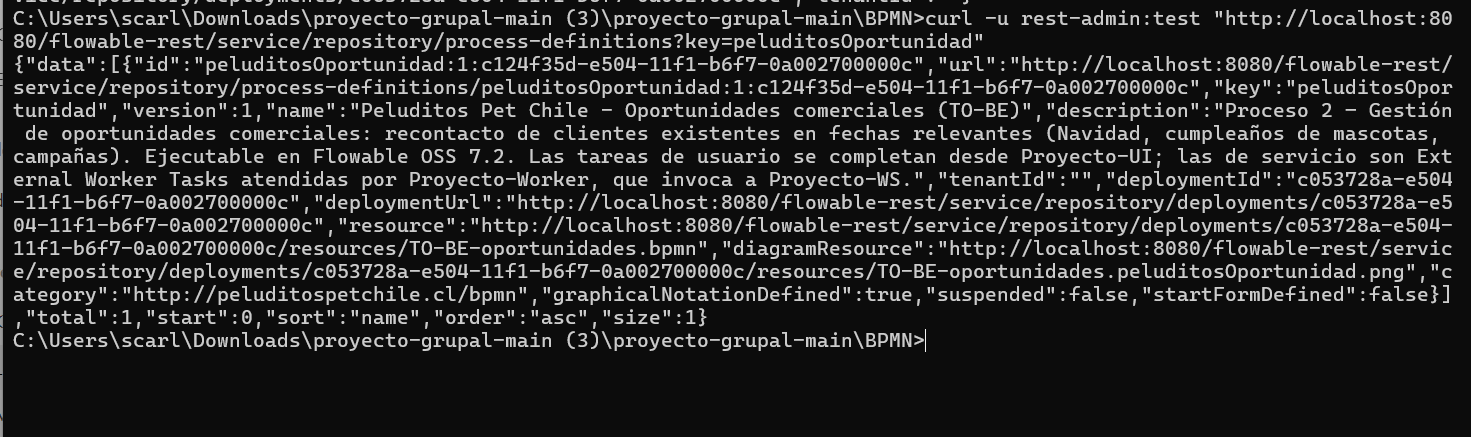 C:\Users\scarl\Downloads\proyecto-grupal-main (3)\proyecto-grupal-main\BPMN>curl -u rest-admin:test "http://localhost:80
80/flowable-rest/service/repository/process-definitions?key=peluditosOportunidad"
{"data":[{"id":"peluditosOportunidad:1:c124f35d-e504-11f1-b6f7-0a002700000c","url":"http://localhost:8080/flowable-rest/
service/repository/process-definitions/peluditosOportunidad:1:c124f35d-e504-11f1-b6f7-0a002700000c","key":"peluditosOpor
tunidad","version":1,"name":"Peluditos Pet Chile — Oportunidades comerciales (TO-BE)","description":"Proceso 2 — Gestión
 de oportunidades comerciales: recontacto de clientes existentes en fechas relevantes (Navidad, cumpleaños de mascotas,
campañas). Ejecutable en Flowable OSS 7.2. Las tareas de usuario se completan desde Proyecto-UI; las de servicio son Ext
ernal Worker Tasks atendidas por Proyecto-Worker, que invoca a Proyecto-WS.","tenantId":"","deploymentId":"c053728a-e504
-11f1-b6f7-0a002700000c","deploymentUrl":"http://localhost:8080/flowable-rest/service/repository/deployments/c053728a-e5
04-11f1-b6f7-0a002700000c","resource":"http://localhost:8080/flowable-rest/service/repository/deployments/c053728a-e504-
11f1-b6f7-0a002700000c/resources/TO-BE-oportunidades.bpmn","diagramResource":"http://localhost:8080/flowable-rest/servic
e/repository/deployments/c053728a-e504-11f1-b6f7-0a002700000c/resources/TO-BE-oportunidades.peluditosOportunidad.png","c
ategory":"http://peluditospetchile.cl/bpmn","graphicalNotationDefined":true,"suspended":false,"startFormDefined":false}]
,"total":1,"start":0,"sort":"name","order":"asc","size":1}
C:\Users\scarl\Downloads\proyecto-grupal-main (3)\proyecto-grupal-main\BPMN>